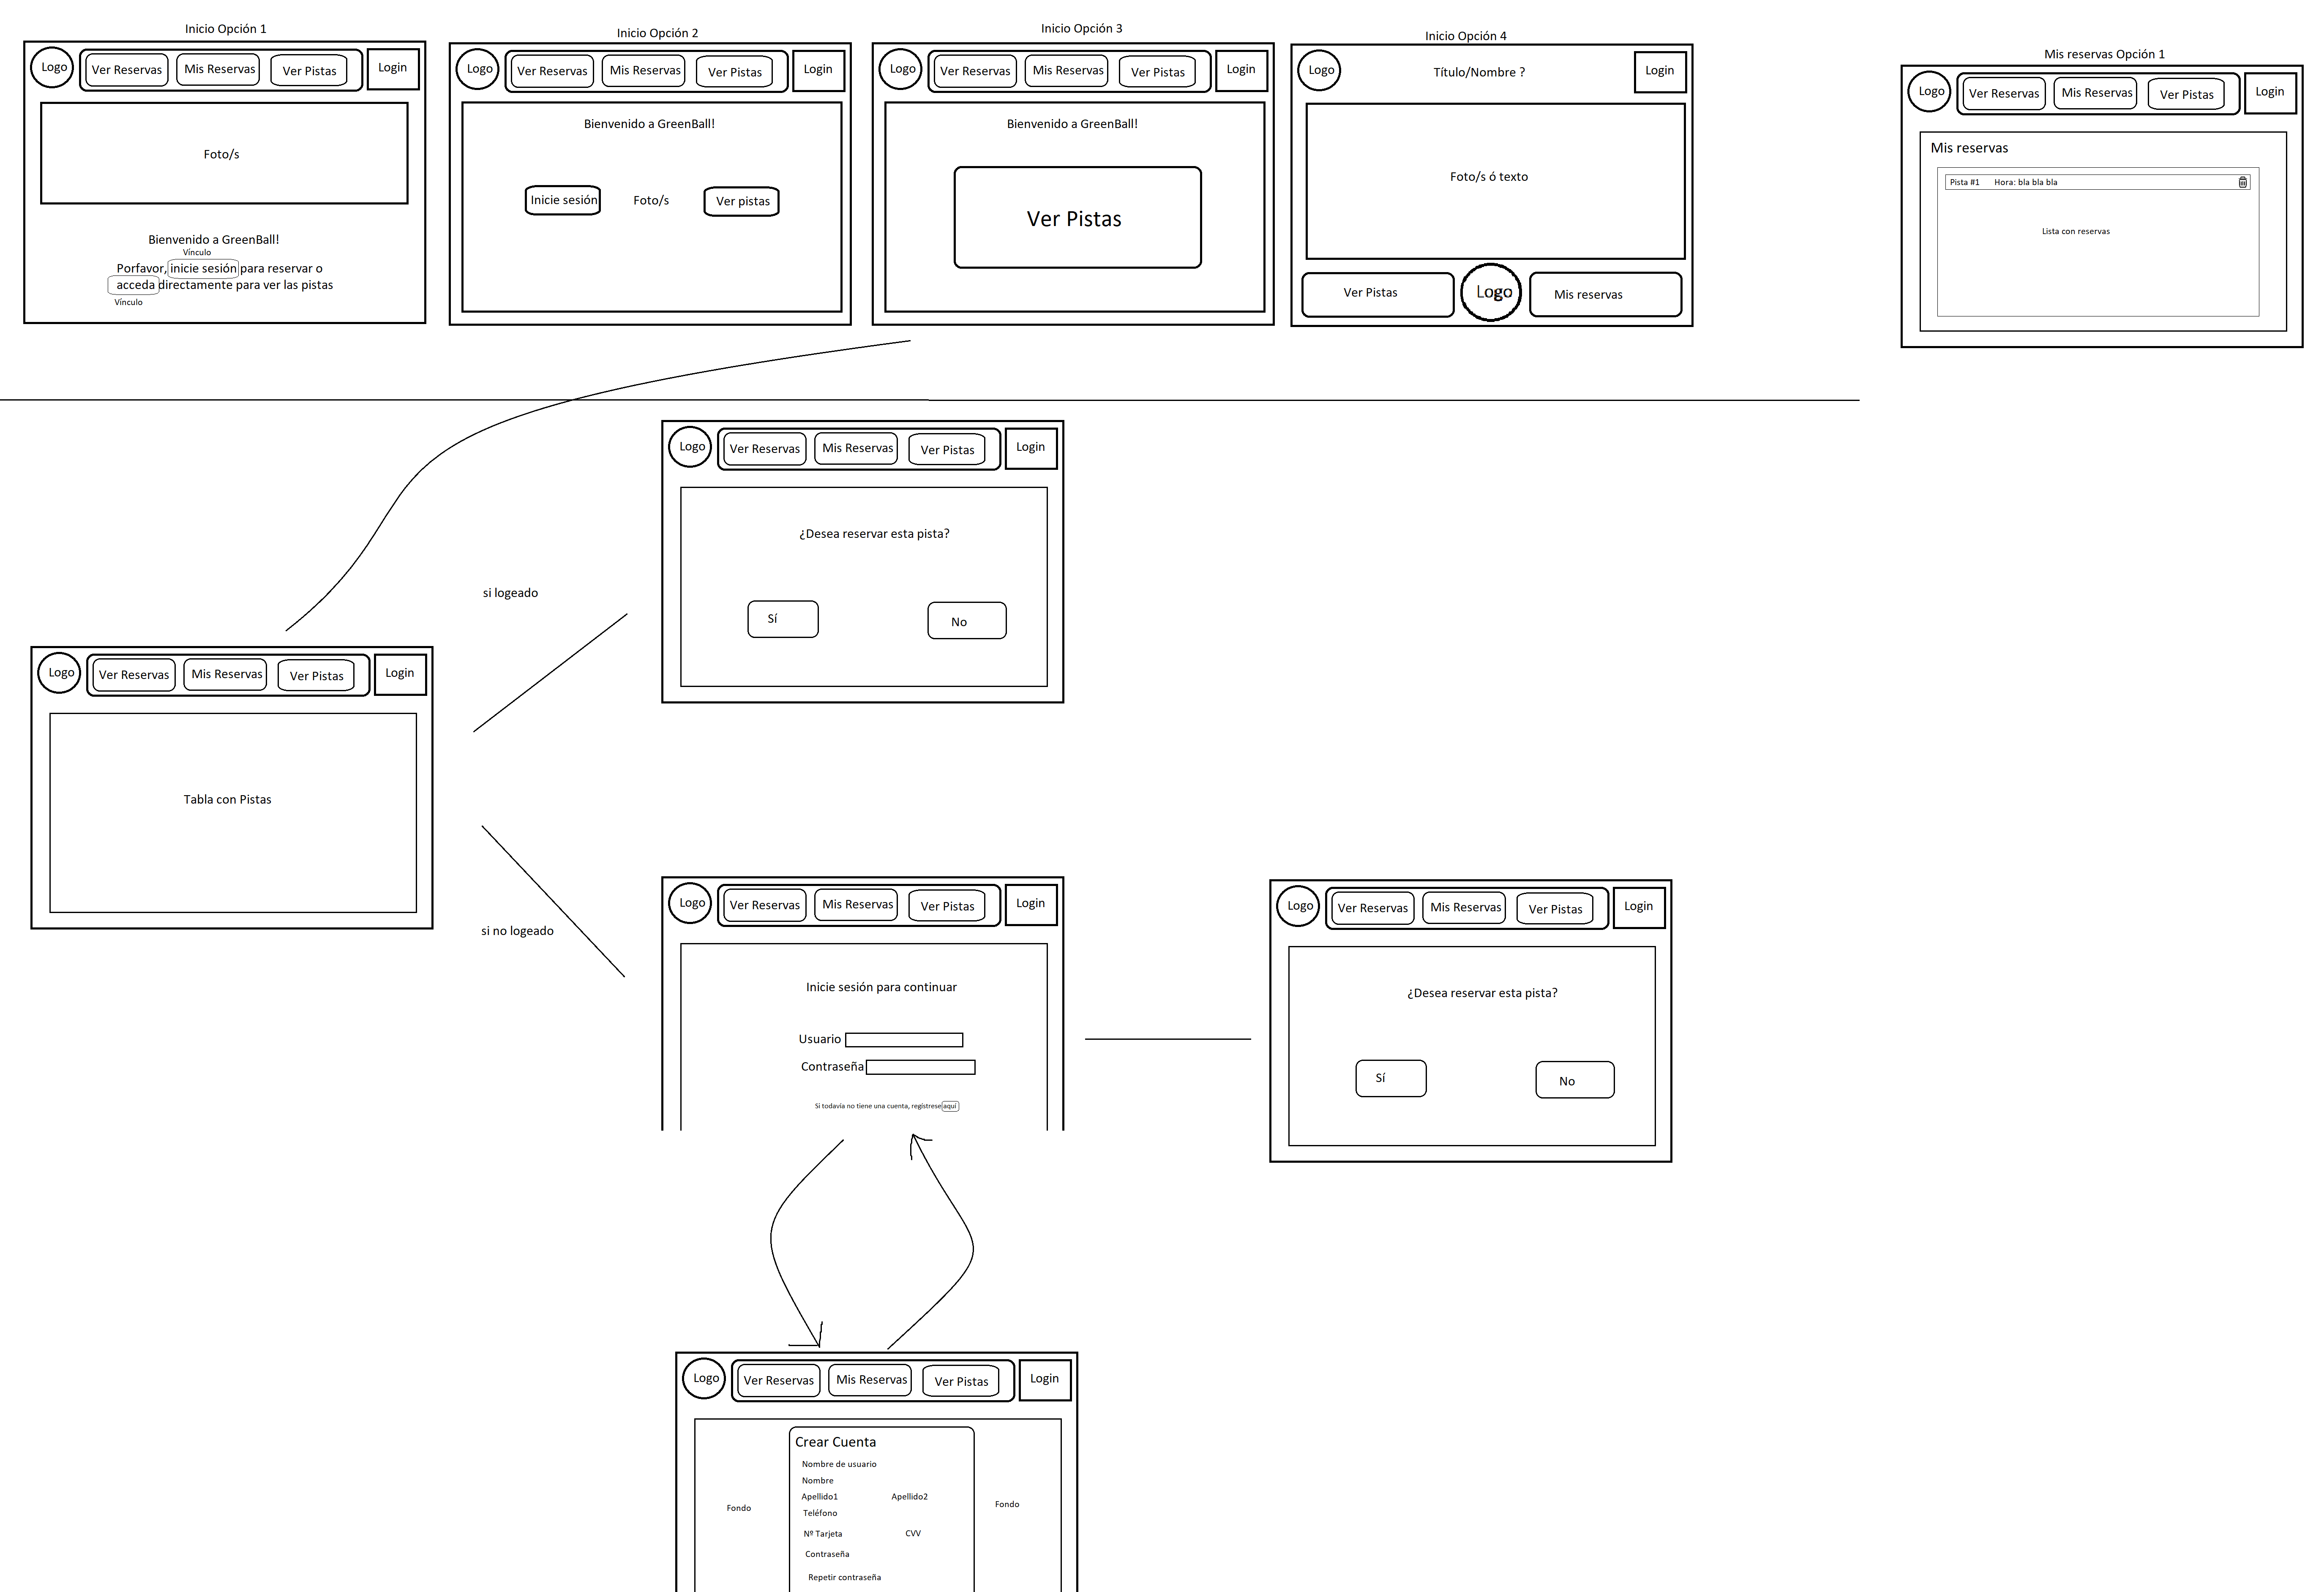 Inicio Opción 1
Logo
Ver Reservas
Mis Reservas
Ver Pistas
Login
Foto/s
Bienvenido a GreenBall!
Vínculo
Porfavor, inicie sesión para reservar o
acceda directamente para ver las pistas
Vínculo
Inicio Opción 2
Logo
Ver Reservas
Mis Reservas
Ver Pistas
Login
Bienvenido a GreenBall!
Inicie sesión
Foto/s
Ver pistas
Inicio Opción 3
Logo
Ver Reservas
Mis Reservas
Ver Pistas
Login
Bienvenido a GreenBall!
Ver Pistas
Inicio Opción 4
Logo
Título/Nombre ?
Login
Foto/s ó texto
Ver Pistas
Logo
Mis reservas
Mis reservas Opción 1
Logo
Ver Reservas
Mis Reservas
Ver Pistas
Login
Mis reservas
Pista #1 Hora: bla bla bla
Lista con reservas
Logo
Ver Reservas
Mis Reservas
Ver Pistas
Login
¿Desea reservar esta pista?
Sí
No
si logeado
Logo
Ver Reservas
Mis Reservas
Ver Pistas
Login
Tabla con Pistas
si no logeado
Logo
Ver Reservas
Mis Reservas
Ver Pistas
Login
Inicie sesión para continuar
Usuario
Contraseña
Si todavía no tiene una cuenta, regístrese aquí
Logo
Ver Reservas
Mis Reservas
Ver Pistas
Login
¿Desea reservar esta pista?
Sí
No
Logo
Ver Reservas
Mis Reservas
Ver Pistas
Login
Crear Cuenta
Nombre de usuario
Nombre
Apellido1 Apellido2
Teléfono
Nº Tarjeta CVV
Contraseña
Repetir contraseña
Fondo
Fondo